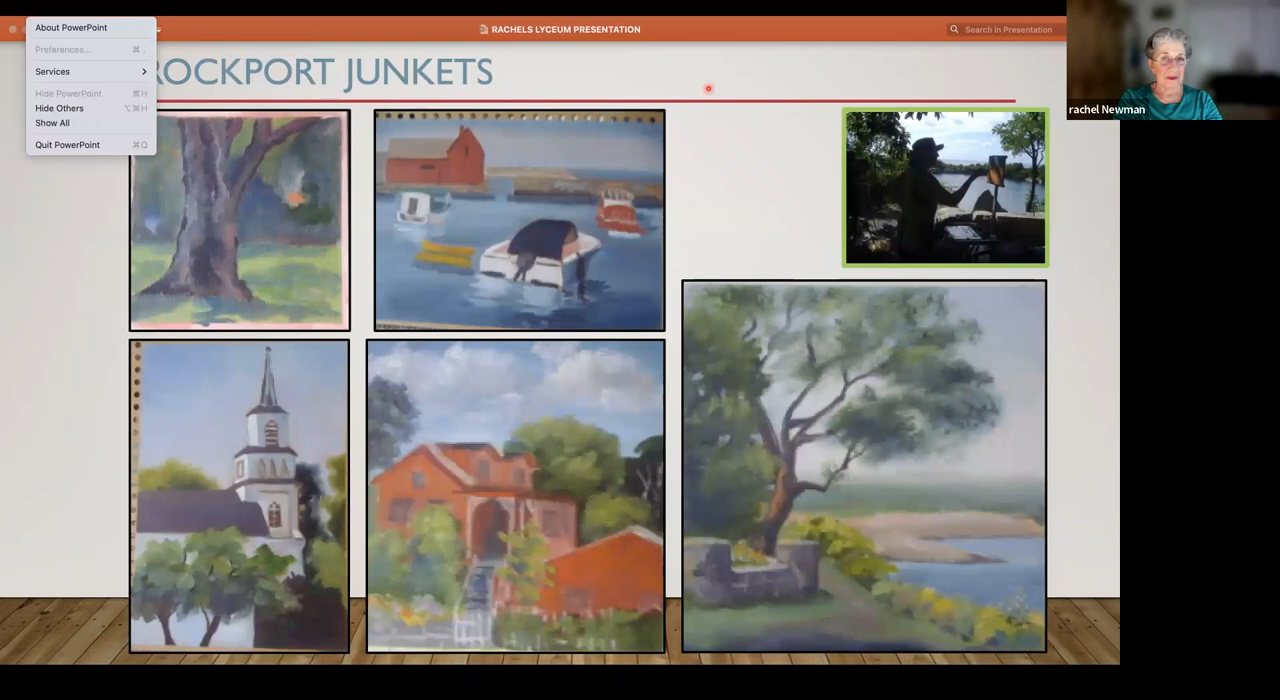 About PowerPoint
Preferences... ⌘ ,
Services
Hide PowerPoint ⌘H
Hide Others ⌥⌘H
Show All
Quit PowerPoint ⌘Q
RACHELS LYCEUM PRESENTATION
Search in Presentation
ROCKPORT JUNKETS
rachel Newman